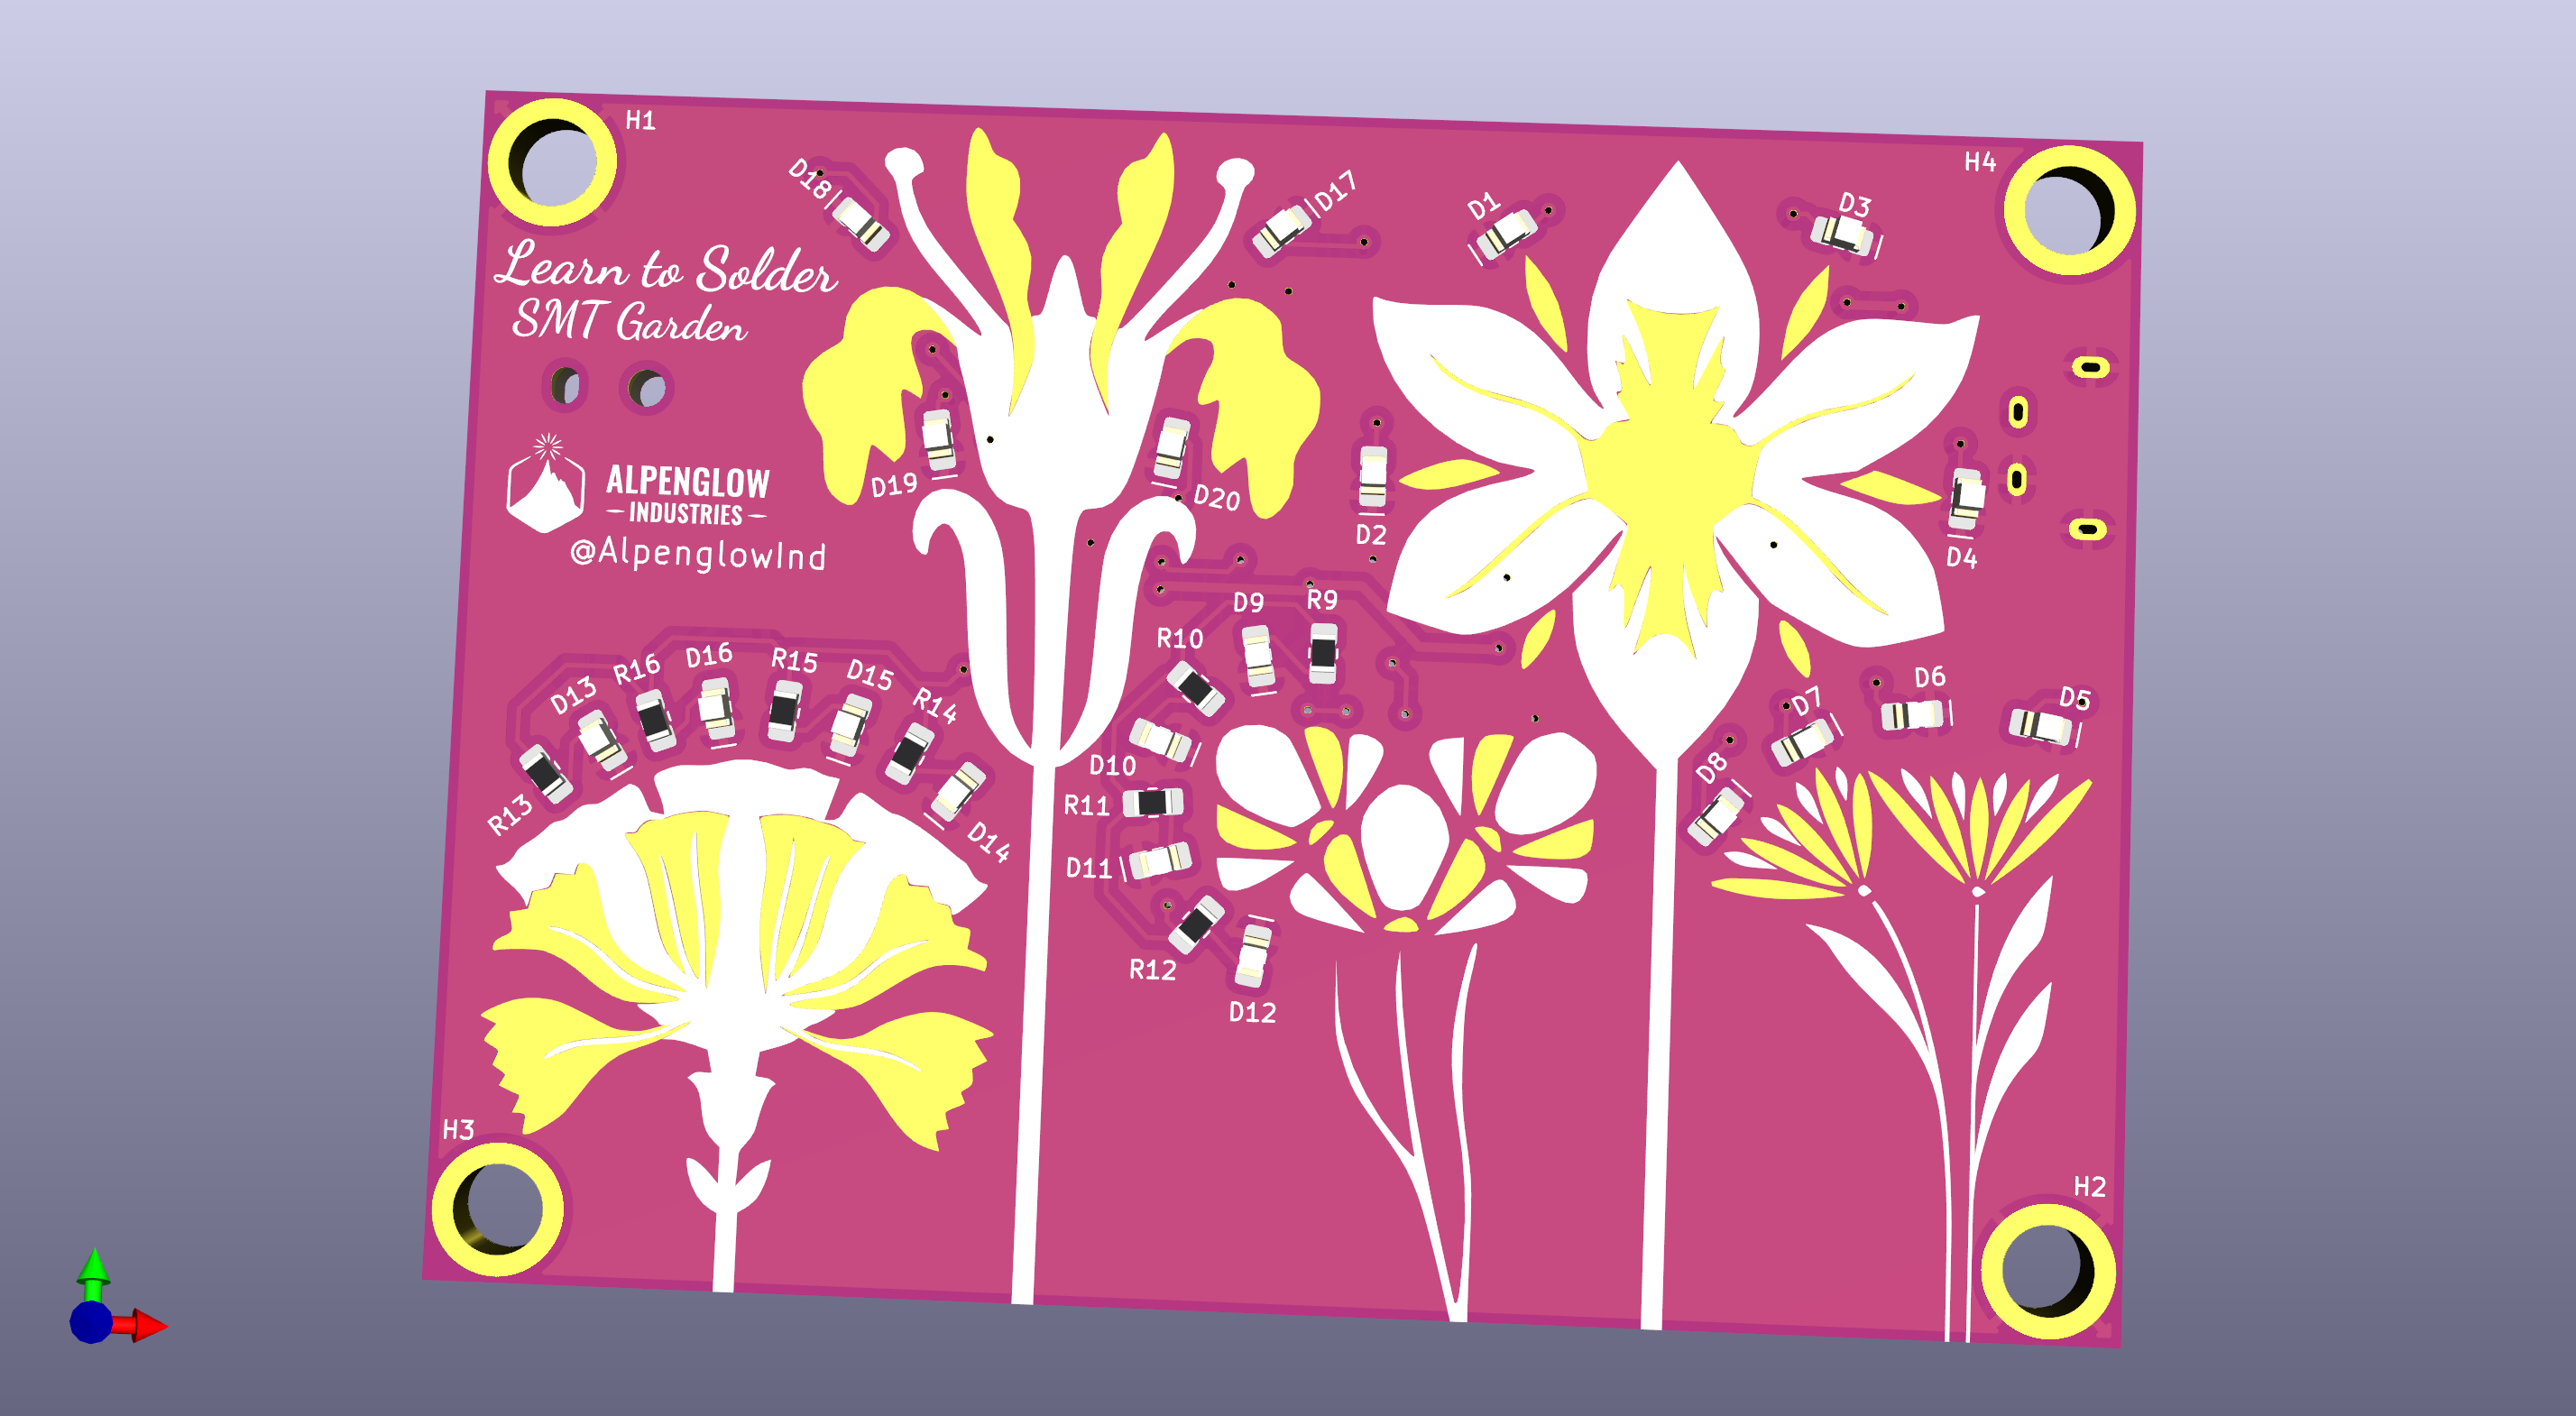 H1
H4
D18
D17
D1
D3
Learn to Solder
SMT Garden
ALPENGLOW
INDUSTRIES
@AlpenglowInd
D19
D20
D2
D4
D9
R9
R10
D10
R11
D11
R12
D12
R13
D13
R16
D16
R15
D15
R14
D14
D8
D7
D6
D5
H3
H2